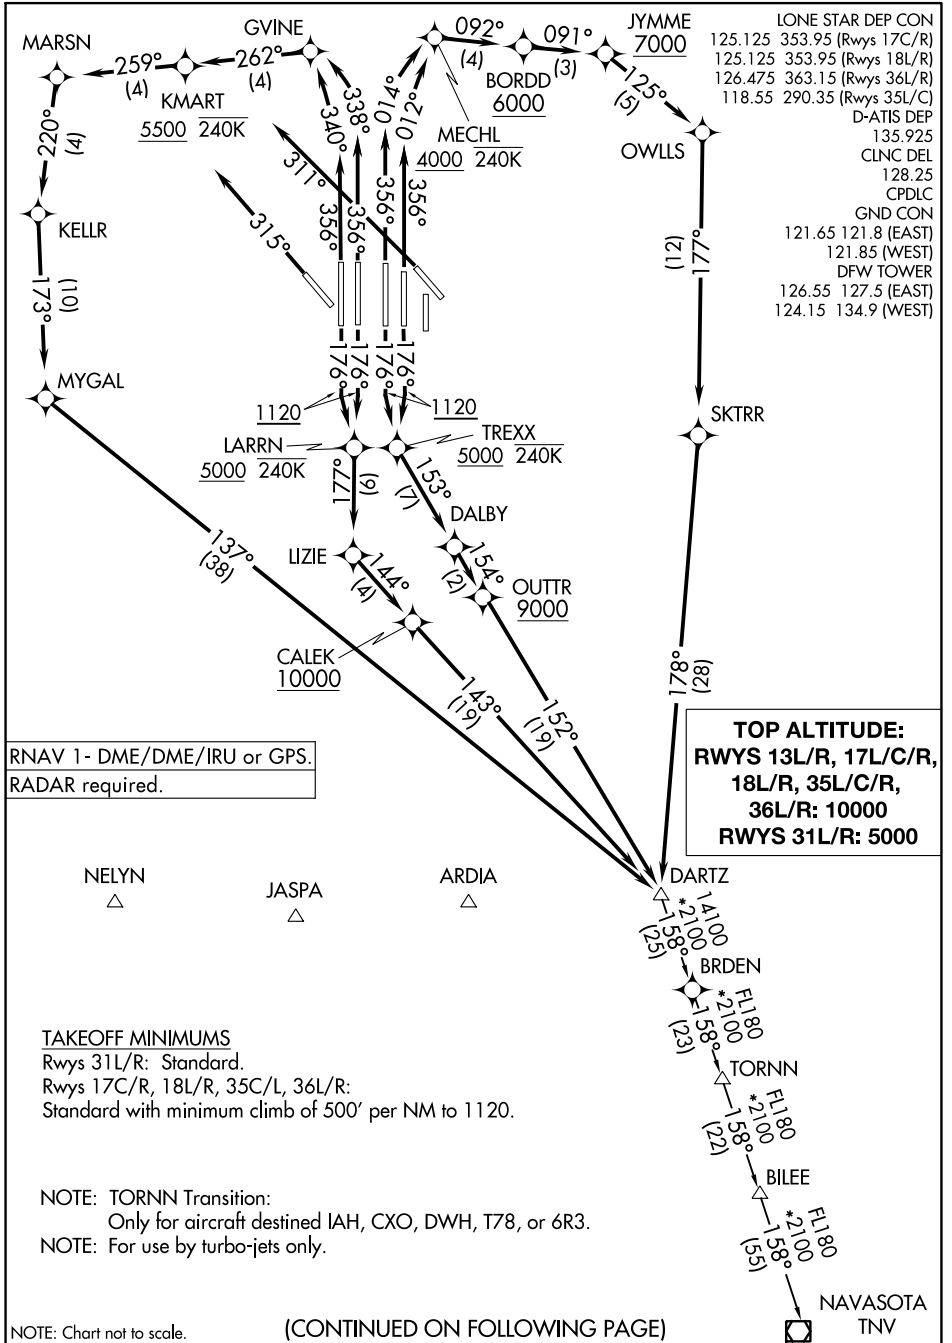 LONE STAR DEP CON
125.125 353.95 (Rwys 17C/R)
125.125 353.95 (Rwys 18L/R)
126.475 363.15 (Rwys 36L/R)
118.55 290.35 (Rwys 35L/C)
D-ATIS DEP
135.925
CLNC DEL
128.25
CPDLC
GND CON
121.65 121.8 (EAST)
121.85 (WEST)
DFW TOWER
126.55 127.5 (EAST)
124.15 134.9 (WEST)
MARSN
259°
(4)
KMART
5500 240K
262°
(4)
GVINE
338°
340°
014°
012°
092°
(4)
BORDD
6000
091°
(3)
JYMME
7000
125°
(5)
MECHL
4000 240K
OWLLS
220°
(4)
KELLR
173°
(10)
MYGAL
315°
311°
356°
356°
356°
356°
176°
176°
176°
176°
1120
1120
177°
(12)
SKTRR
LARRN
5000 240K
TREXX
5000 240K
177°
(9)
153°
(7)
DALBY
LIZIE
144°
(4)
154°
(2)
OUTTR
9000
CALEK
10000
137°
(38)
143°
(19)
152°
(19)
178°
(28)
RNAV 1- DME/DME/IRU or GPS.
RADAR required.
TOP ALTITUDE:
RWYS 13L/R, 17L/C/R,
18L/R, 35L/C/R,
36L/R: 10000
RWYS 31L/R: 5000
NELYN
JASPA
ARDIA
DARTZ
14100
*2100
158°
(25)
BRDEN
FL180
*2100
158°
(23)
TORNN
FL180
*2100
158°
(22)
BILEE
FL180
*2100
158°
(55)
NAVASOTA
TNV
TAKEOFF MINIMUMS
Rwys 31L/R: Standard.
Rwys 17C/R, 18L/R, 35C/L, 36L/R:
Standard with minimum climb of 500' per NM to 1120.
NOTE: TORNN Transition:
Only for aircraft destined IAH, CXO, DWH, T78, or 6R3.
NOTE: For use by turbo-jets only.
NOTE: Chart not to scale.
(CONTINUED ON FOLLOWING PAGE)